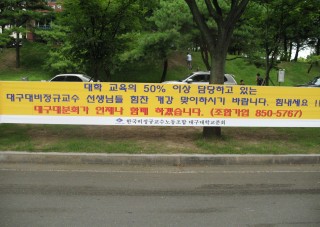 대학 교육의 50% 이상 담당하고 있는
대구대비정규교수 선생님들 힘찬 개강 맞이하시기 바랍니다. 힘내세요 !!
대구대분회가 언제나 함께 하겠습니다. (조합가입 850-5767)
한국비정규교수노동조합 대구대학교분회